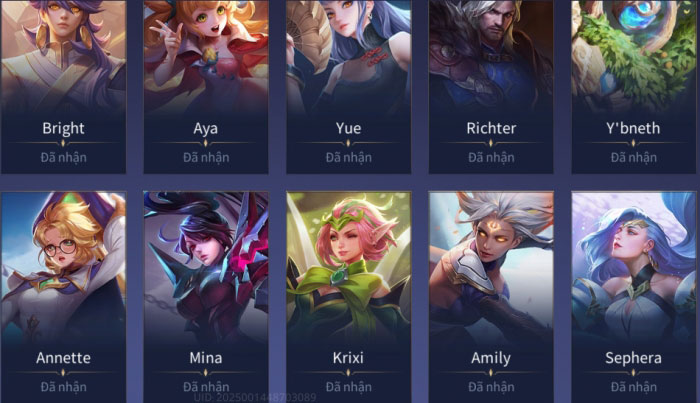 Bright
Aya
Yue
Richter
Y'bneth
Đã nhận
Đã nhận
Đã nhận
Đã nhận
Đã nhận
Annette
Mina
Krixi
Amily
Sephera
Đã nhận
Đã nhận
Đã nhận
Đã nhận
Đã nhận
UID: 2025001448703089